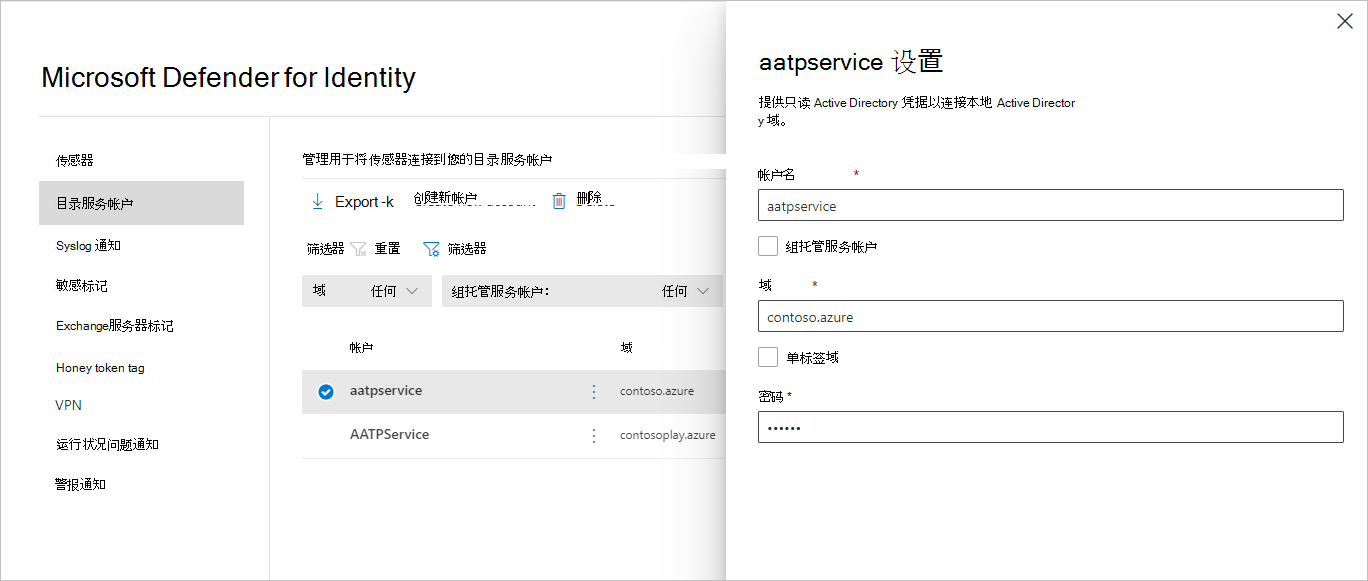 Microsoft Defender for Identity
传感器
目录服务帐户
Syslog 通知
敏感标记
Exchange服务器标记
Honey token tag
VPN
运行状况问题通知
警报通知
管理用于将传感器连接到您的目录服务帐户
Export -k 创建新帐户 删除
筛选器 重置 筛选器
域 任何 组托管服务帐户: 任何
帐户 域
aatpservice contoso.azure
AATPService contosoplay.azure
aatpservice 设置
提供只读 Active Directory 凭据以连接本地 Active Director
y 域。
帐户名 *
aatpservice
组托管服务帐户
域 *
contoso.azure
单标签域
密码 *
••••••